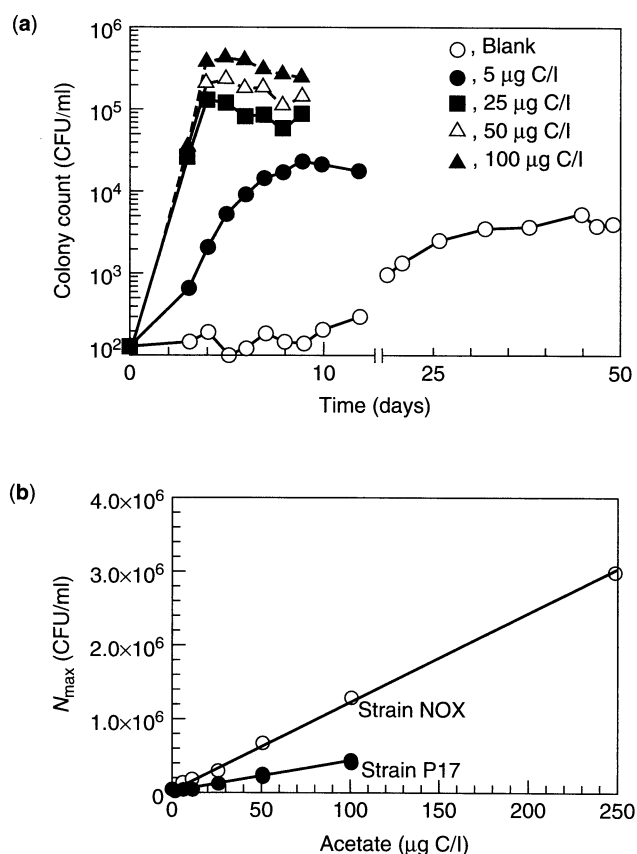 (a)
Colony count (CFU/ml)
10⁶
10⁵
10⁴
10³
10²
○, Blank
●, 5 µg C/l
■, 25 µg C/l
△, 50 µg C/l
▲, 100 µg C/l
0 10 25 50
Time (days)
(b)
Nmax (CFU/ml)
4.0×10⁶
3.0×10⁶
2.0×10⁶
1.0×10⁶
0
Strain NOX
Strain P17
0 50 100 150 200 250
Acetate (µg C/l)